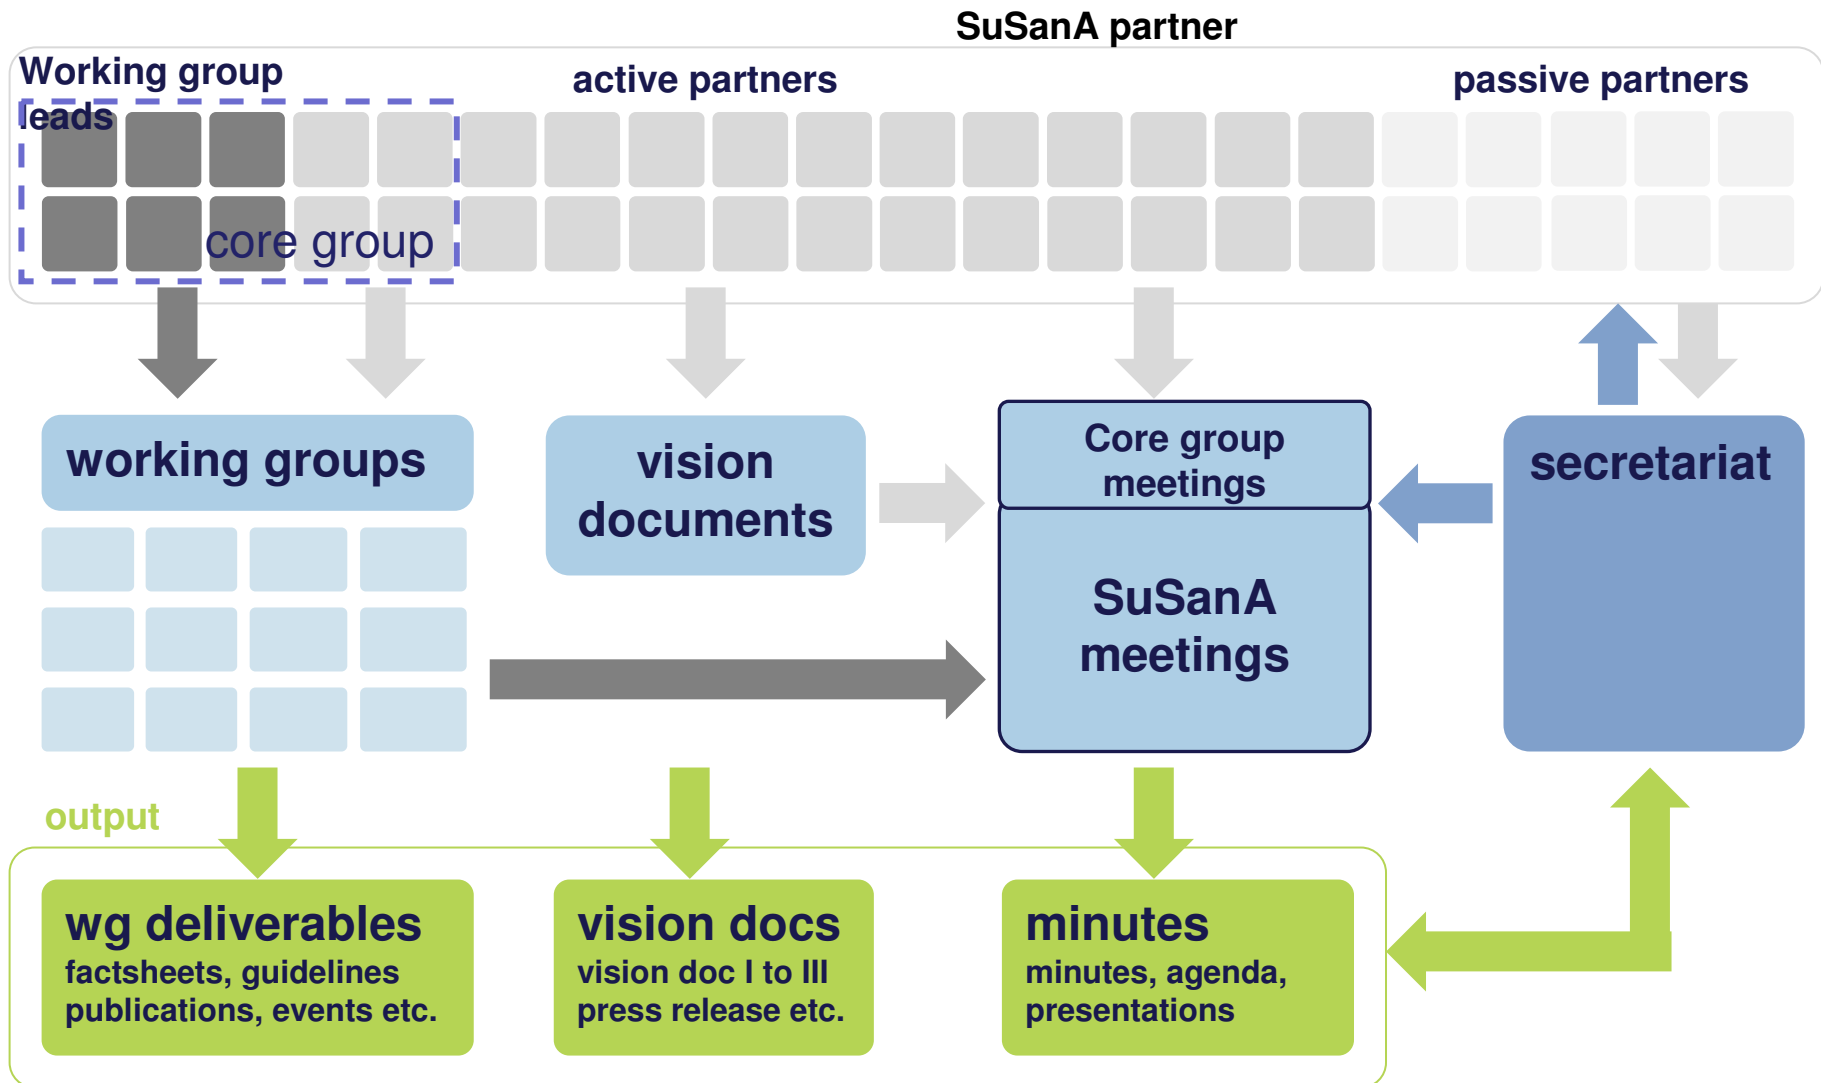 SuSanA partner
Working group
leads
active partners
passive partners
core group
working groups
vision
documents
Core group
meetings
SuSanA
meetings
secretariat
output
wg deliverables
factsheets, guidelines
publications, events etc.
vision docs
vision doc I to III
press release etc.
minutes
minutes, agenda,
presentations